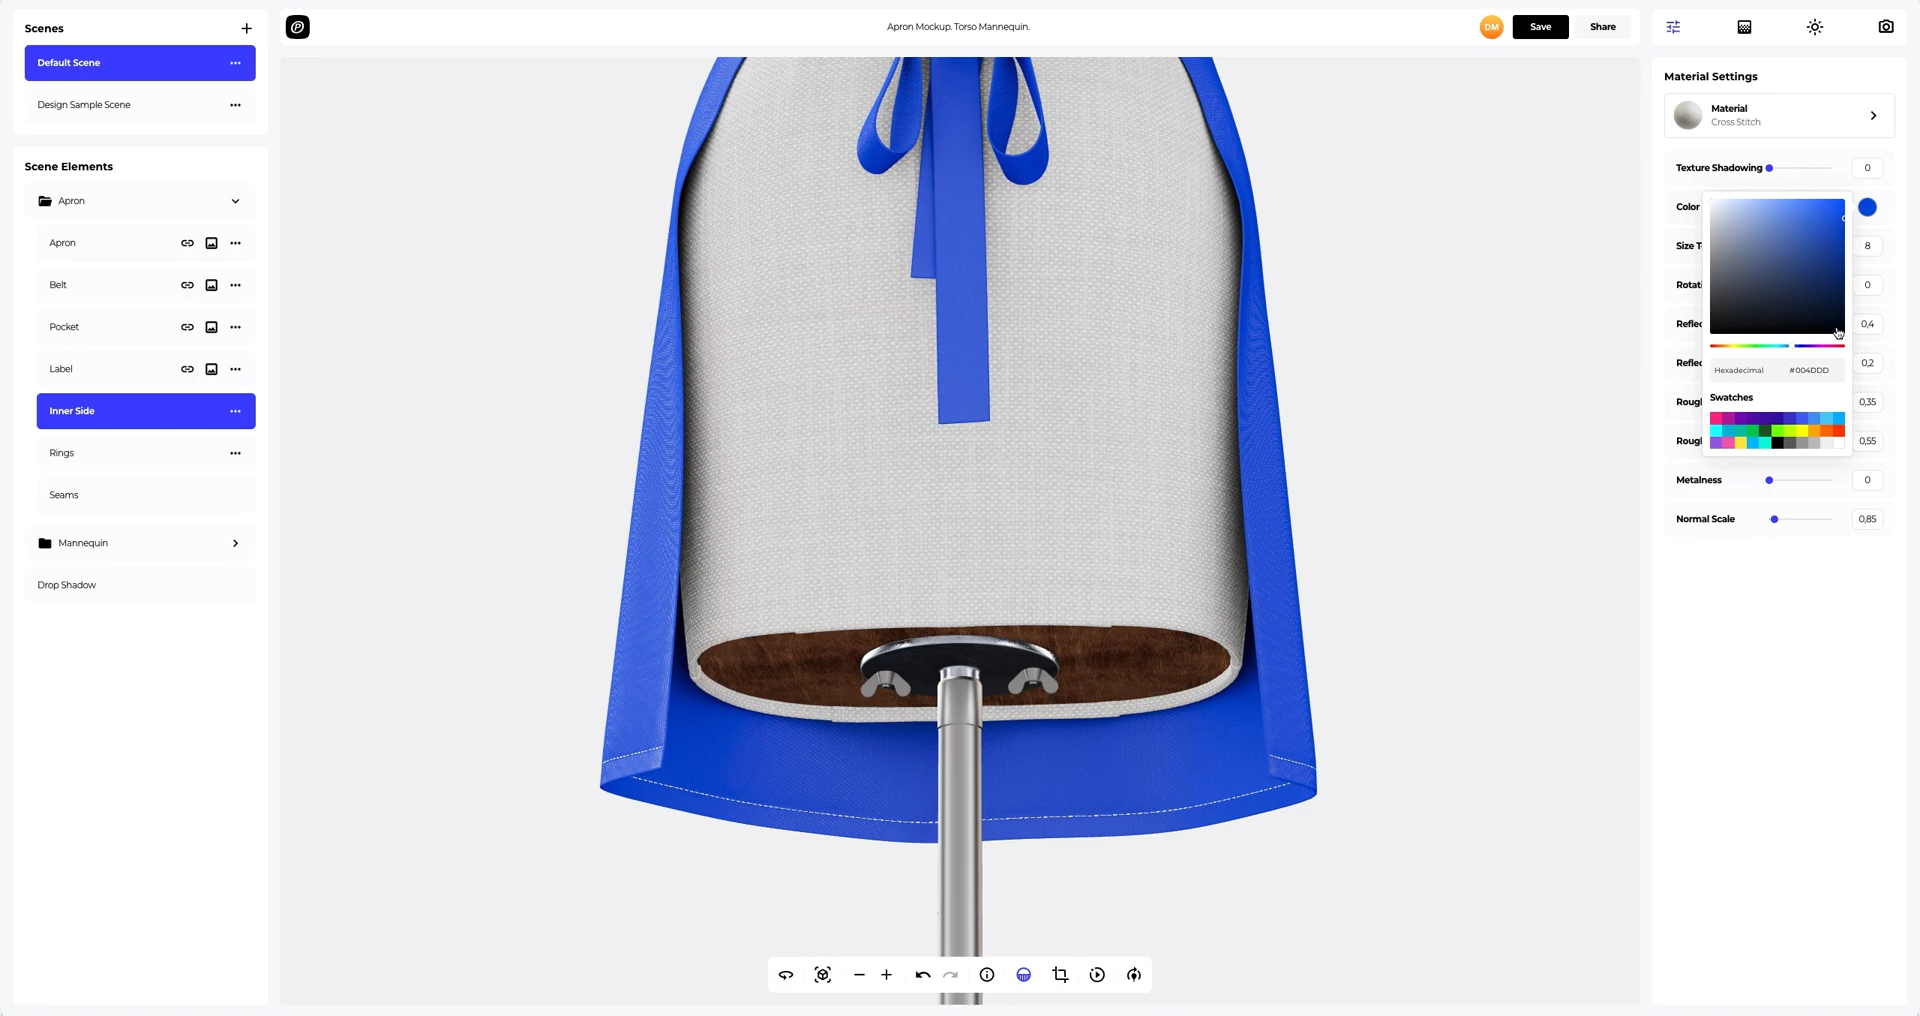 Scenes
Default Scene
Design Sample Scene
Scene Elements
Apron
Apron
Belt
Pocket
Label
Inner Side
Rings
Seams
Mannequin
Drop Shadow
Apron Mockup. Torso Mannequin.
DM
Save
Share
Material Settings
Material
Cross Stitch
Texture Shadowing 0
Color
Size T 8
Rotati 0
Reflec 0,4
Reflec 0,2
Hexadecimal #004DDD
Swatches
Rougl 0,35
Rougl 0,55
Metalness 0
Normal Scale 0,85